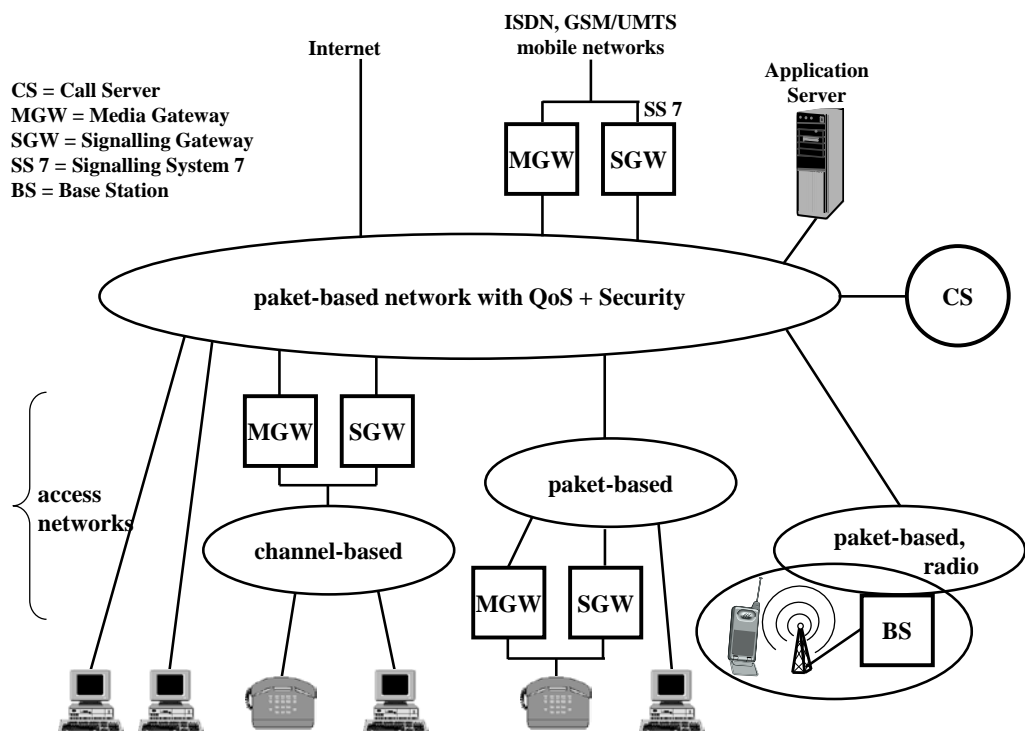 Internet
ISDN, GSM/UMTS
mobile networks
Application
Server
CS = Call Server
MGW = Media Gateway
SGW = Signalling Gateway
SS 7 = Signalling System 7
BS = Base Station
SS 7
MGW
SGW
paket-based network with QoS + Security
CS
MGW
SGW
access
networks
channel-based
paket-based
MGW
SGW
paket-based,
radio
BS